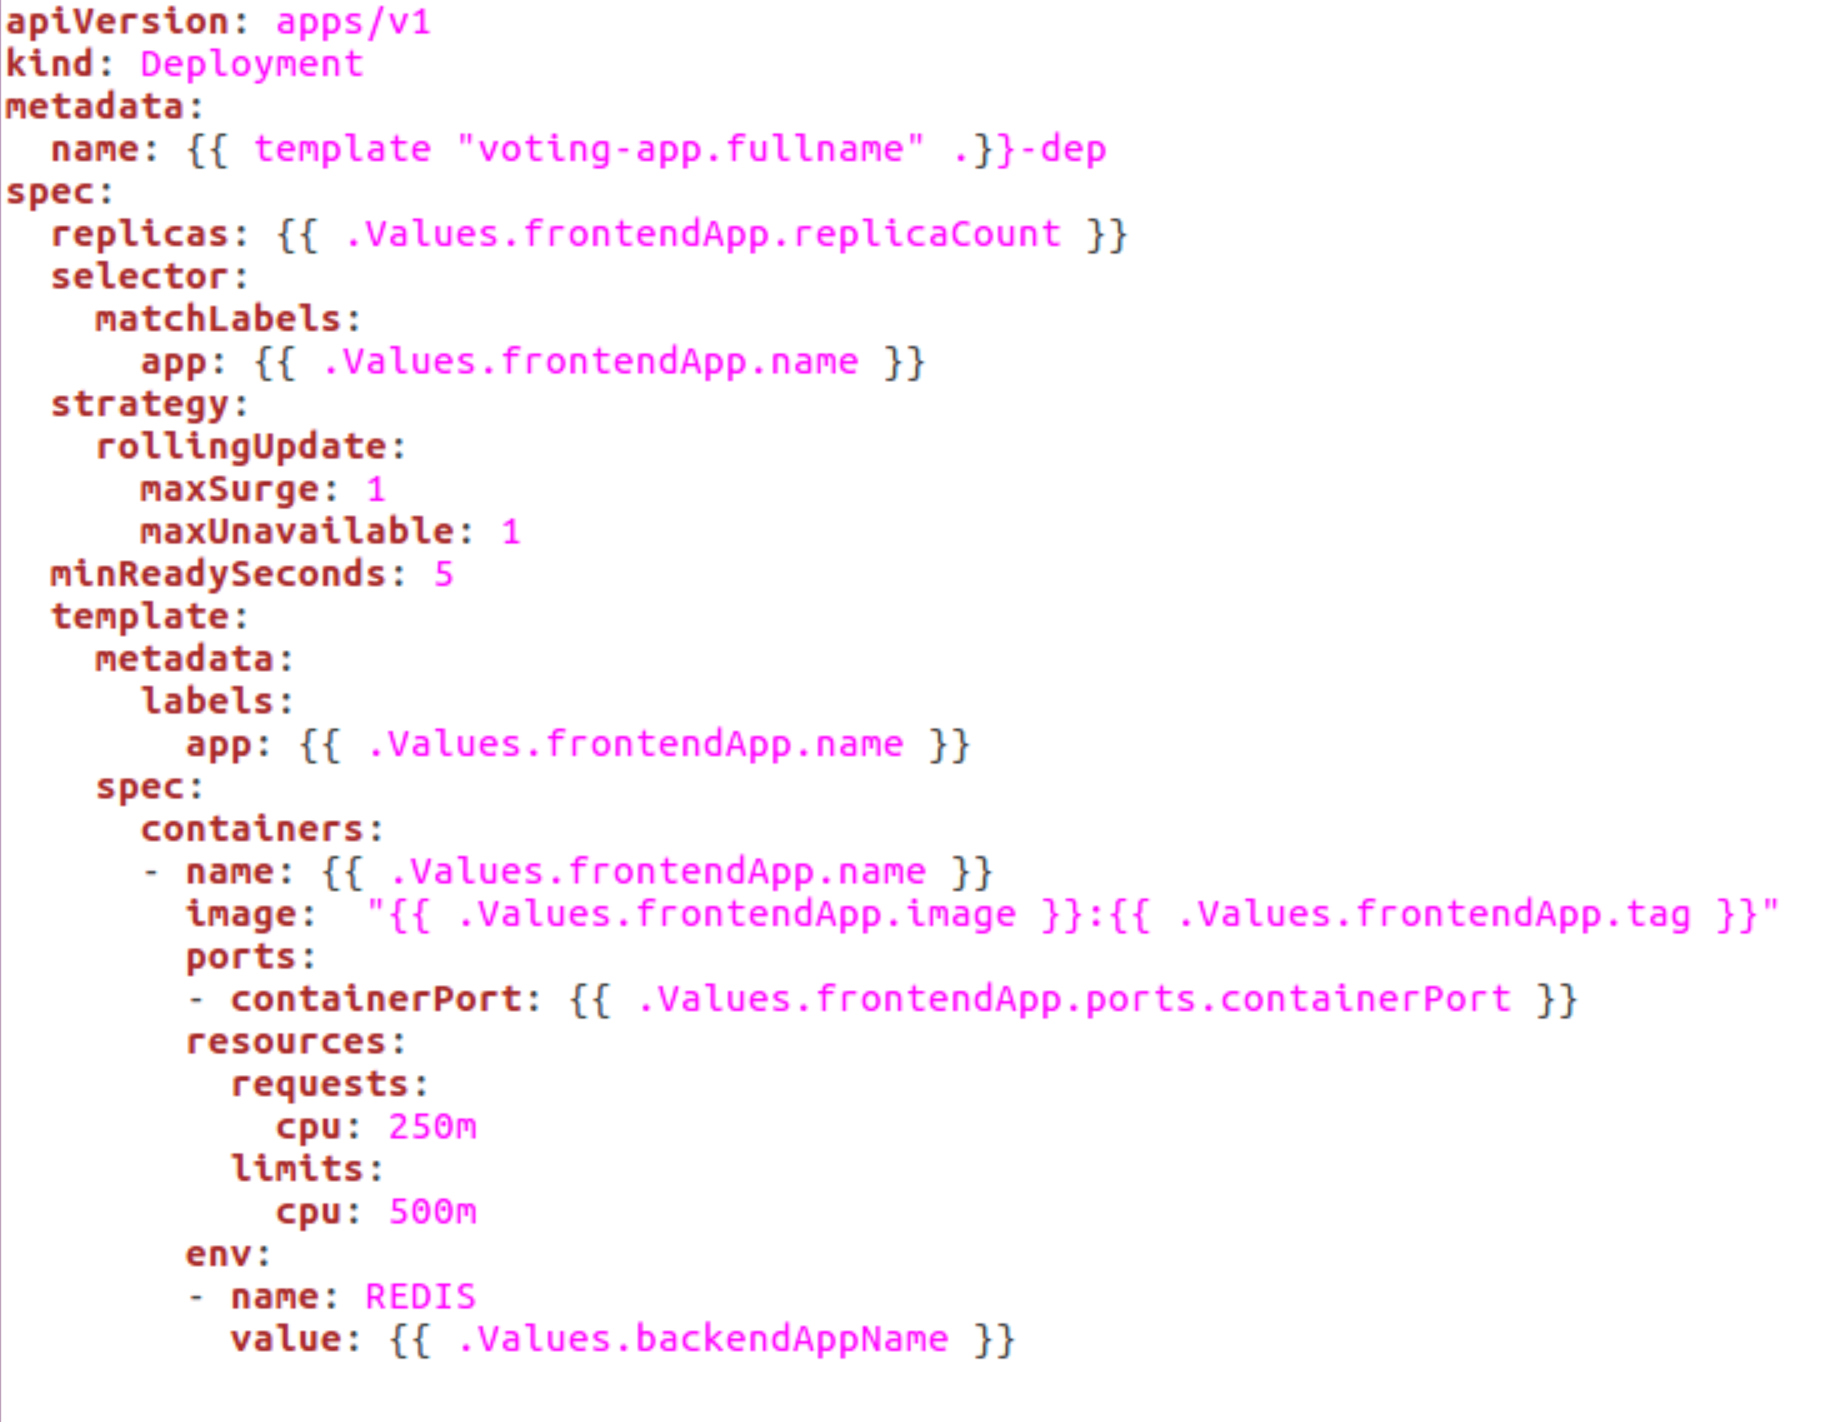 apiVersion: apps/v1
kind: Deployment
metadata:
  name: {{ template "voting-app.fullname" .}}-dep
spec:
  replicas: {{ .Values.frontendApp.replicaCount }}
  selector:
    matchLabels:
      app: {{ .Values.frontendApp.name }}
  strategy:
    rollingUpdate:
      maxSurge: 1
      maxUnavailable: 1
  minReadySeconds: 5
  template:
    metadata:
      labels:
        app: {{ .Values.frontendApp.name }}
    spec:
      containers:
      - name: {{ .Values.frontendApp.name }}
        image:  "{{ .Values.frontendApp.image }}:{{ .Values.frontendApp.tag }}"
        ports:
        - containerPort: {{ .Values.frontendApp.ports.containerPort }}
        resources:
          requests:
            cpu: 250m
          limits:
            cpu: 500m
        env:
        - name: REDIS
          value: {{ .Values.backendAppName }}